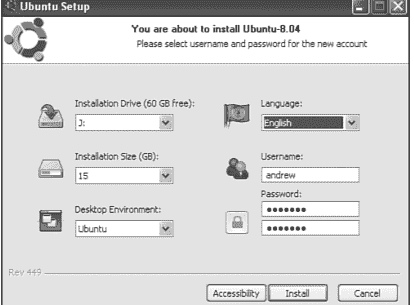 Ubuntu Setup
You are about to install Ubuntu-8.04
Please select username and password for the new account
Installation Drive (60 GB free):
J:
Language:
English
Installation Size (GB):
15
Username:
andrew
Password:
•••••••
•••••••
Desktop Environment:
Ubuntu
Rev 449
Accessibility
Install
Cancel